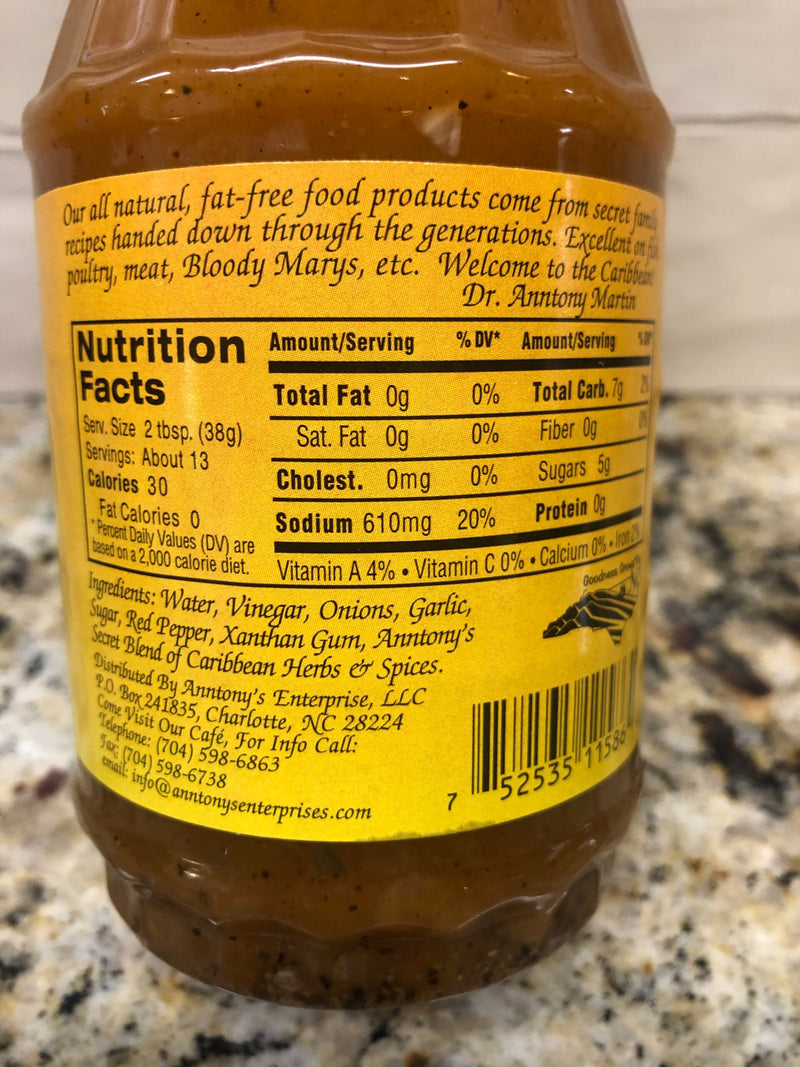 Our all natural, fat-free food products come from secret
recipes handed down through the generations. Excellent on
poultry, meat, Bloody Marys, etc. Welcome to the Caribbean!
Dr. Anntony Martin
Nutrition Facts
Serv. Size 2 tbsp. (38g)
Servings: About 13
Calories 30
Fat Calories 0
*Percent Daily Values (DV) are
based on a 2,000 calorie diet.
Amount/Serving % DV* Amount/Serving
Total Fat 0g 0% Total Carb. 7g 2%
Sat. Fat 0g 0% Fiber 0g 0%
Cholest. 0mg 0% Sugars 5g
Sodium 610mg 20% Protein 0g
Vitamin A 4% • Vitamin C 0% • Calcium 0% • Iron 2%
Goodness
Ingredients: Water, Vinegar, Onions, Garlic,
Sugar, Red Pepper, Xanthan Gum, Anntony's
Secret Blend of Caribbean Herbs & Spices.
Distributed By Anntony's Enterprise, LLC
P.O. Box 241835, Charlotte, NC 28224
Come Visit Our Café, For Info Call:
Telephone: (704) 598-6863
Fax: (704) 598-6738
email: info@anntonysenterprises.com
7 52535 11586